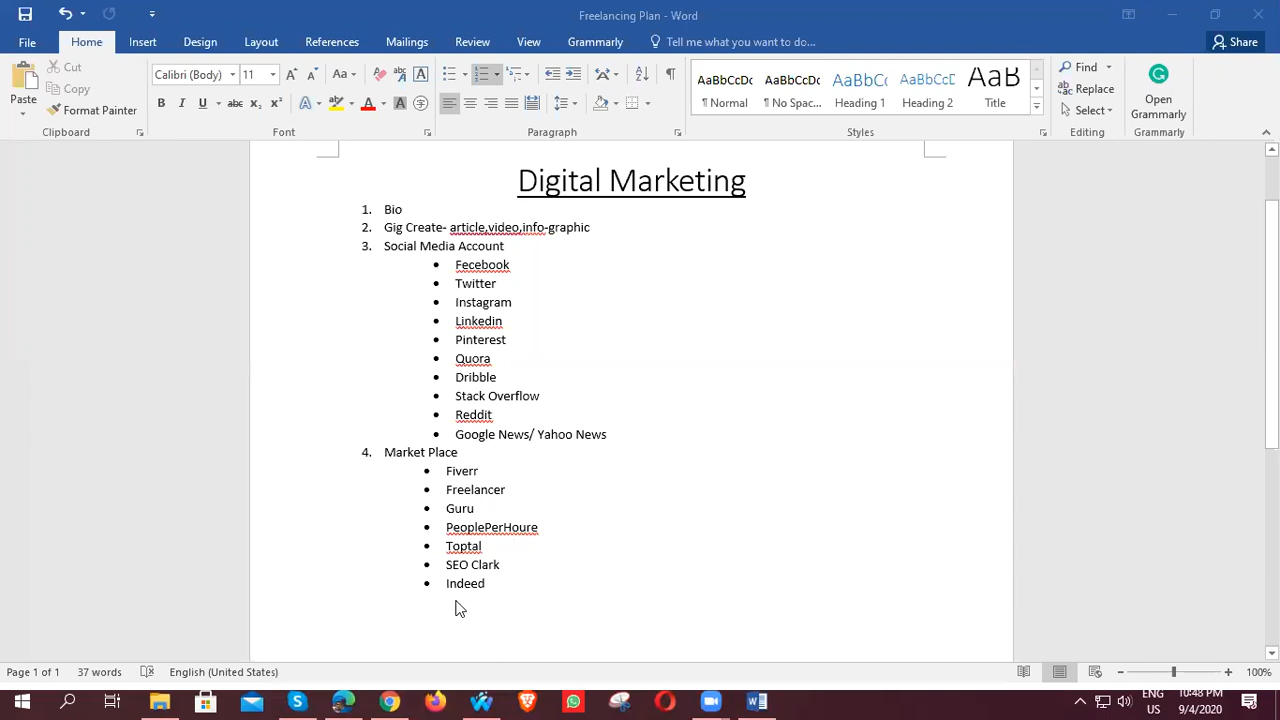 Freelancing Plan - Word
File Home Insert Design Layout References Mailings Review View Grammarly Tell me what you want to do... Share
Paste
Cut
Copy
Format Painter
Calibri (Body) 11
Find
Replace
Select
AaBbCcDc AaBbCcDc AaBbCc AaBbCcD AaB
¶ Normal ¶ No Spac... Heading 1 Heading 2 Title
Open Grammarly
Clipboard Font Paragraph Styles Editing Grammarly
Digital Marketing
1. Bio
2. Gig Create- article,video,info-graphic
3. Social Media Account
• Fecebook
• Twitter
• Instagram
• Linkedin
• Pinterest
• Quora
• Dribble
• Stack Overflow
• Reddit
• Google News/ Yahoo News
4. Market Place
• Fiverr
• Freelancer
• Guru
• PeoplePerHoure
• Toptal
• SEO Clark
• Indeed
Page 1 of 1 37 words English (United States) 100%
ENG 10:48 PM
US 9/4/2020